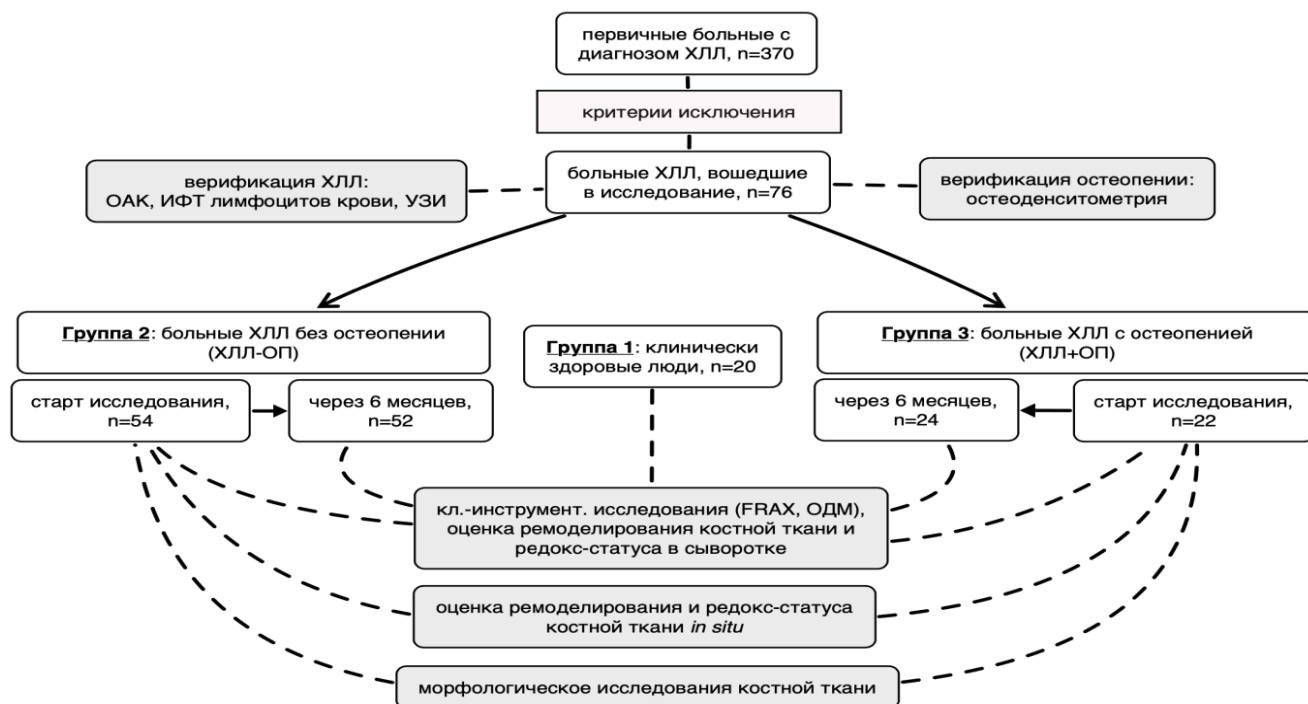 первичные больные с
диагнозом ХЛЛ, n=370
критерии исключения
верификация ХЛЛ:
ОАК, ИФТ лимфоцитов крови, УЗИ
больные ХЛЛ, вошедшие
в исследование, n=76
верификация остеопении:
остеоденситометрия
Группа 2: больные ХЛЛ без остеопении
(ХЛЛ-ОП)
Группа 1: клинически
здоровые люди, n=20
Группа 3: больные ХЛЛ с остеопенией
(ХЛЛ+ОП)
старт исследования,
n=54
через 6 месяцев,
n=52
через 6 месяцев,
n=24
старт исследования,
n=22
кл.-инструмент. исследования (FRAX, ОДМ),
оценка ремоделирования костной ткани и
редокс-статуса в сыворотке
оценка ремоделирования и редокс-статуса
костной ткани in situ
морфологическое исследования костной ткани